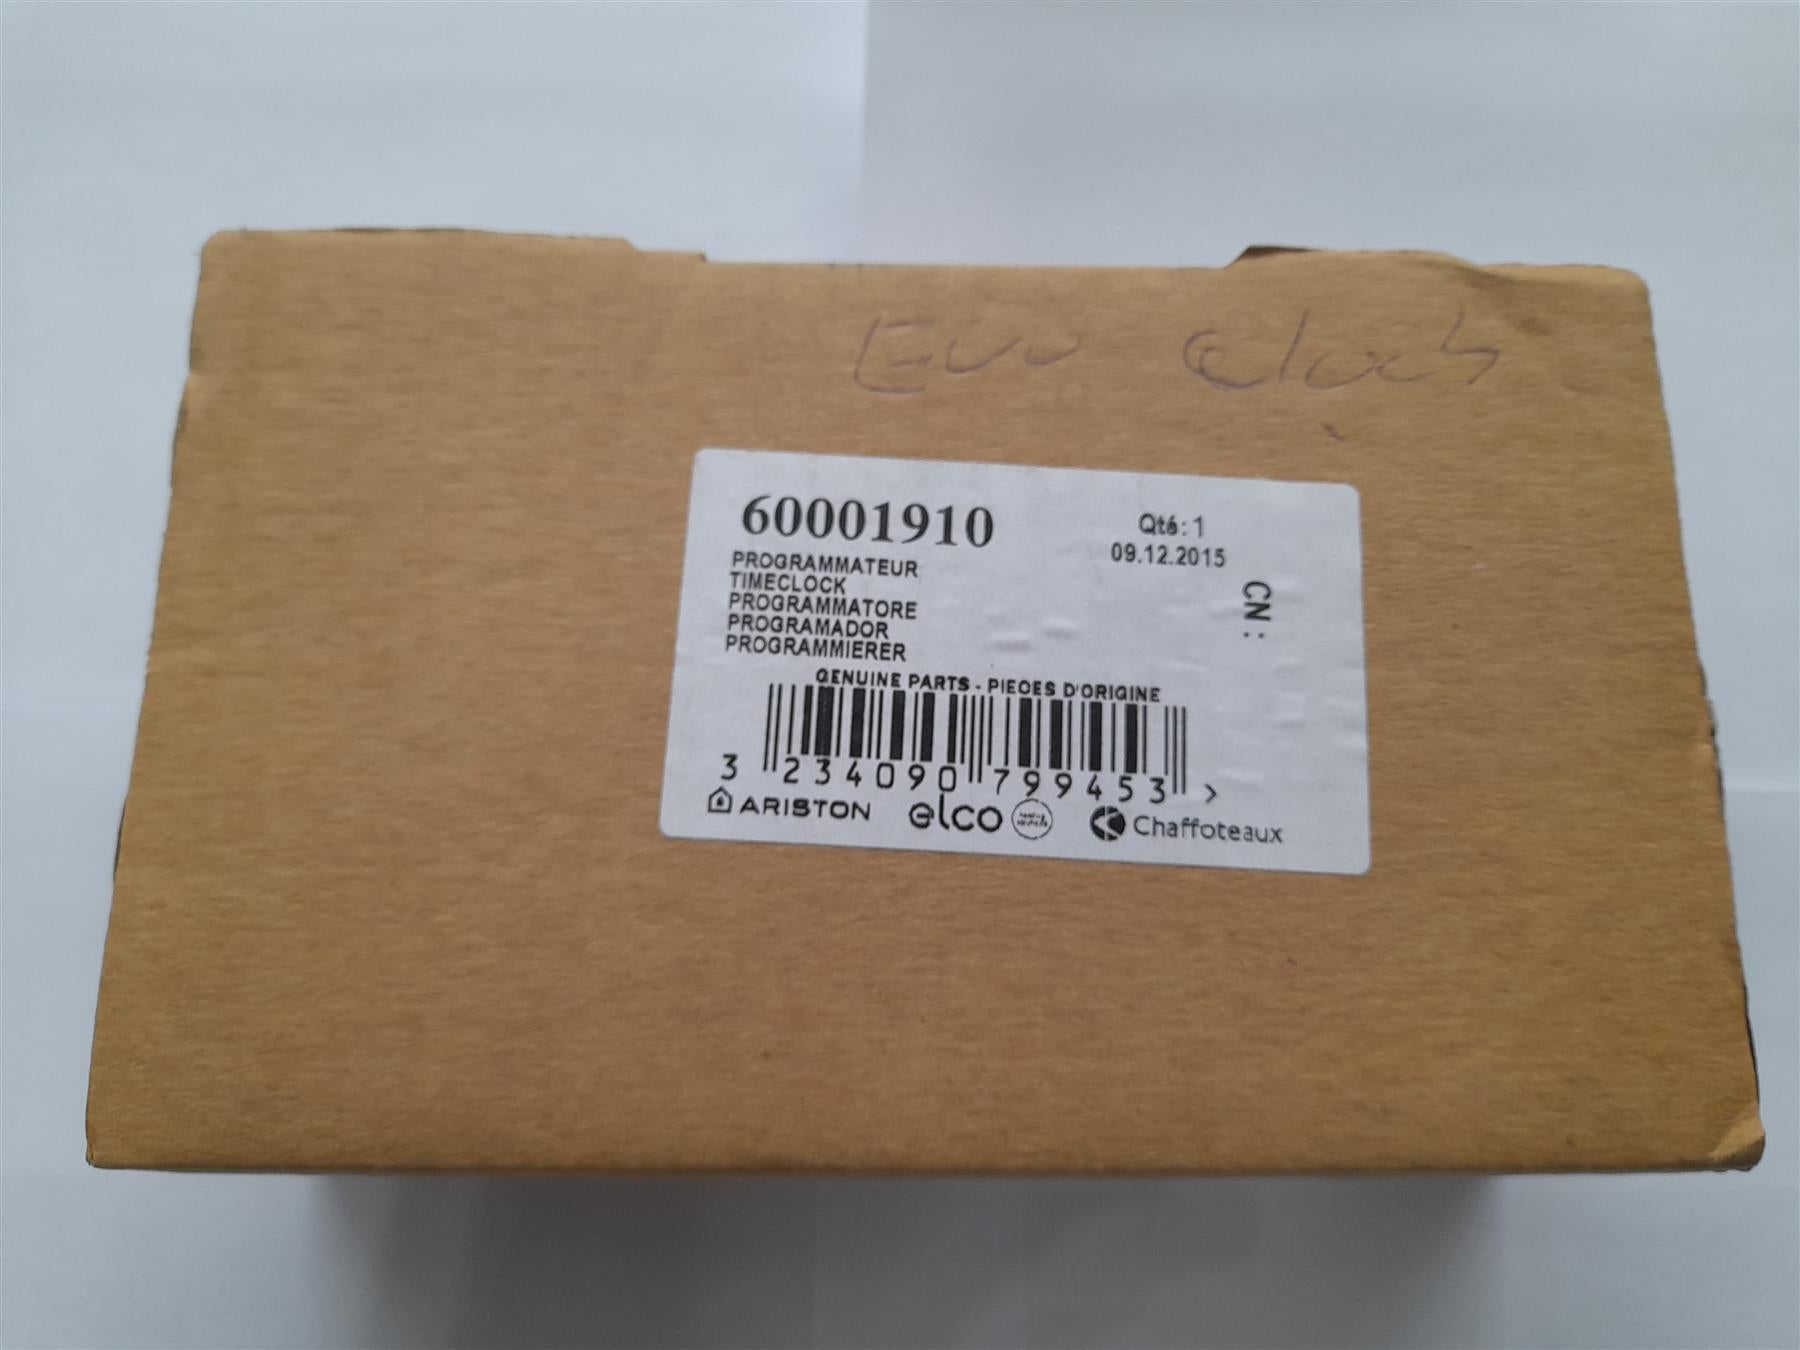 Evo clock
60001910
Qté: 1
09.12.2015
CN :
PROGRAMMATEUR
TIMECLOCK
PROGRAMMATORE
PROGRAMADOR
PROGRAMMIERER
GENUINE PARTS - PIECES D'ORIGINE
3 234090 799453 >
ARISTON elco Chaffoteaux